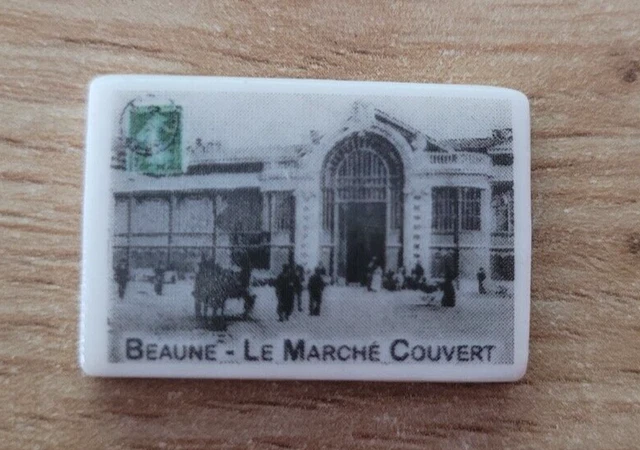 BEAUNE - LE MARCHÉ COUVERT